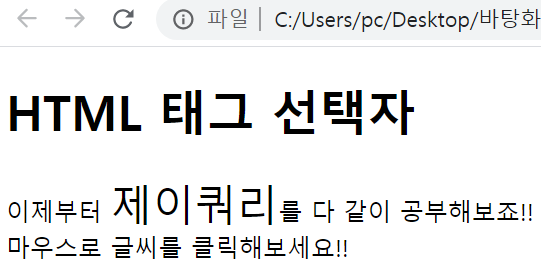 파일 | C:/Users/pc/Desktop/바탕화
HTML 태그 선택자
이제부터 제이쿼리를 다 같이 공부해보죠!!
마우스로 글씨를 클릭해보세요!!